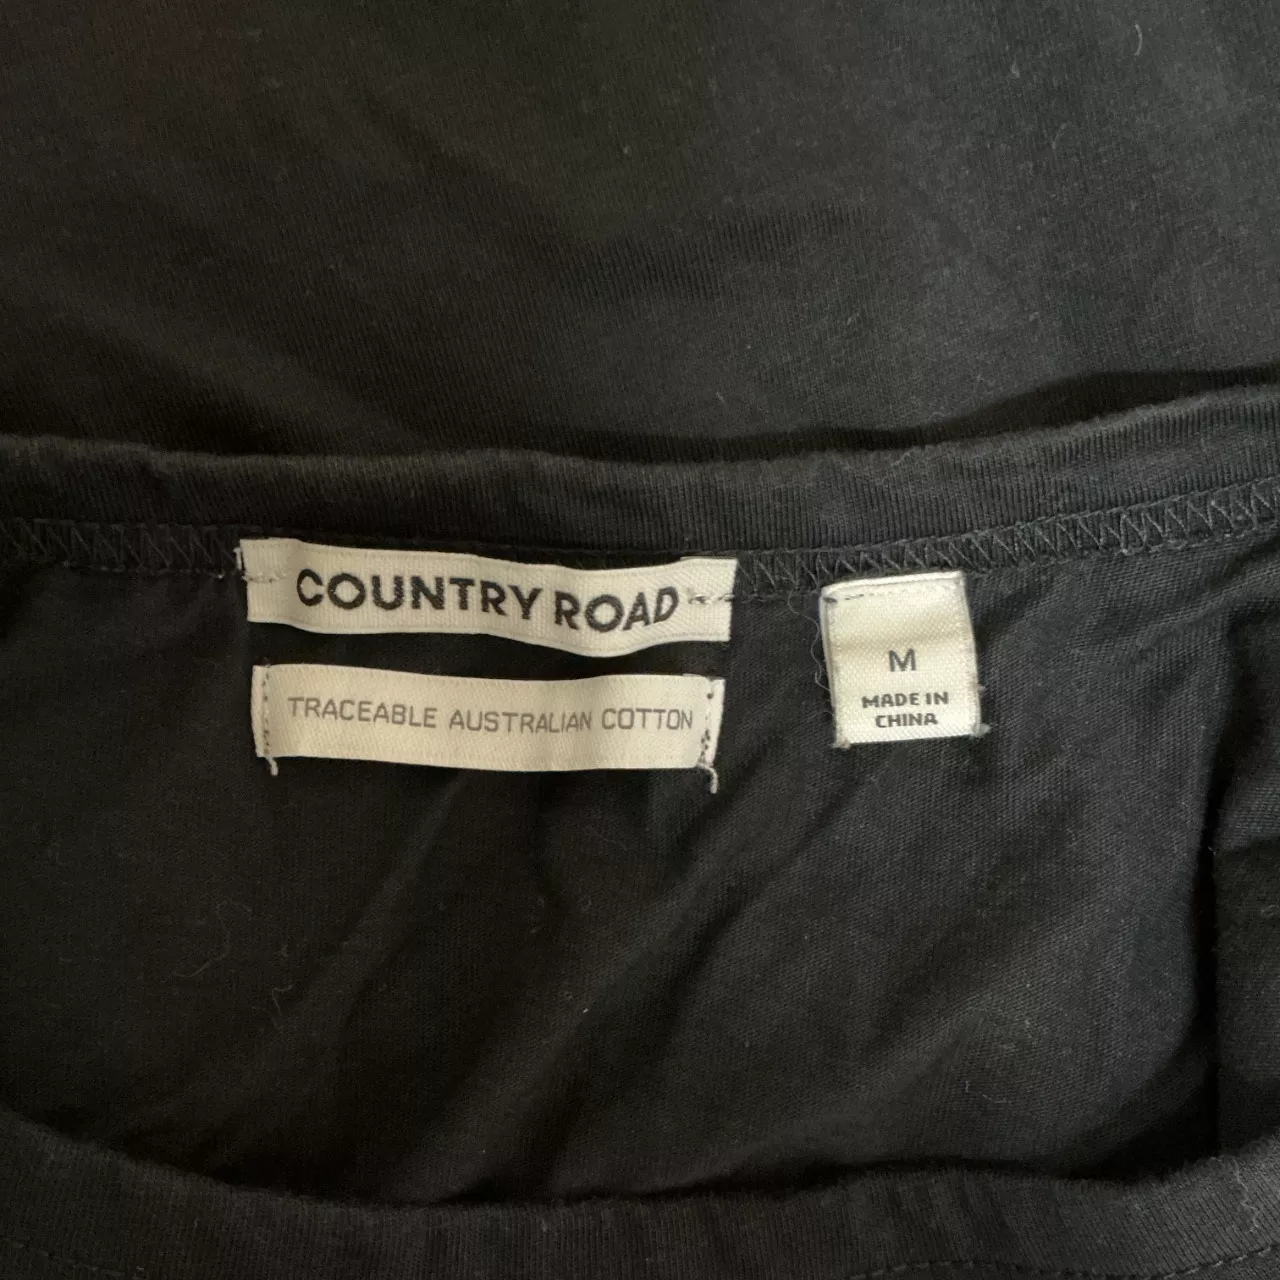 COUNTRY ROAD
TRACEABLE AUSTRALIAN COTTON
M
MADE IN
CHINA